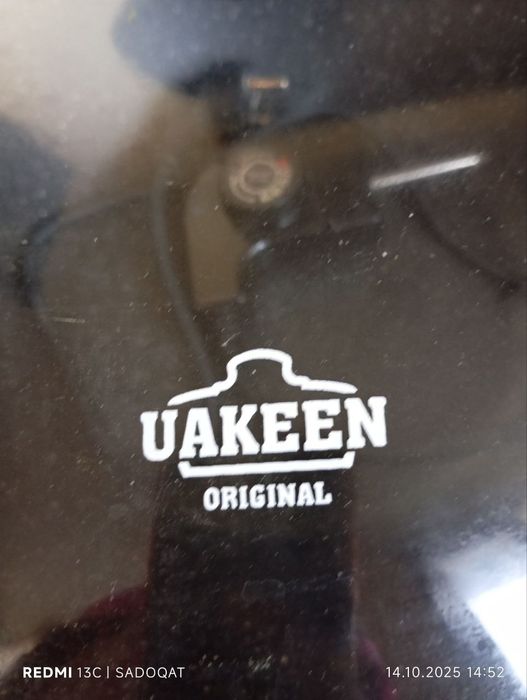 UAKEEN
ORIGINAL
REDMI 13C | SADOQAT
14.10.2025 14:52